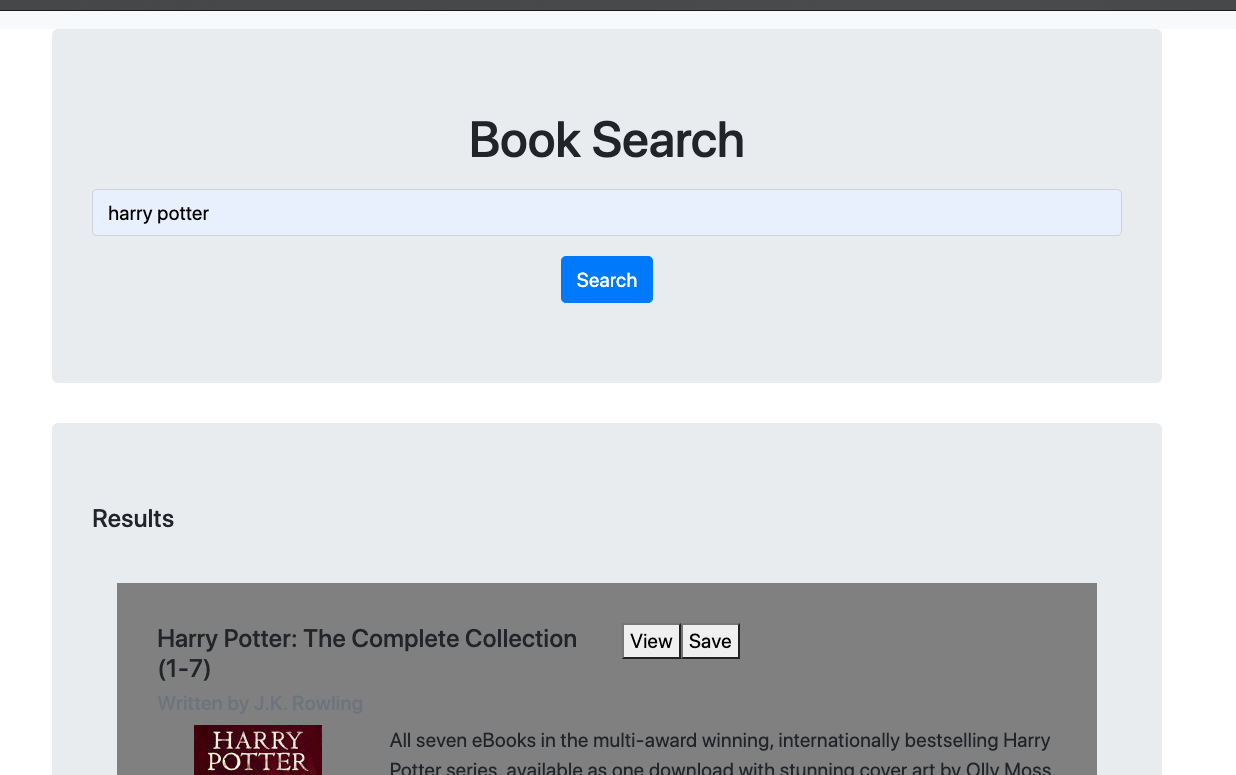 Book Search
harry potter
Search
Results
Harry Potter: The Complete Collection
(1-7)
View Save
Written by J.K. Rowling
HARRY
POTTER
All seven eBooks in the multi-award winning, internationally bestselling Harry
Potter series, available as one download with stunning cover art by Olly Moss